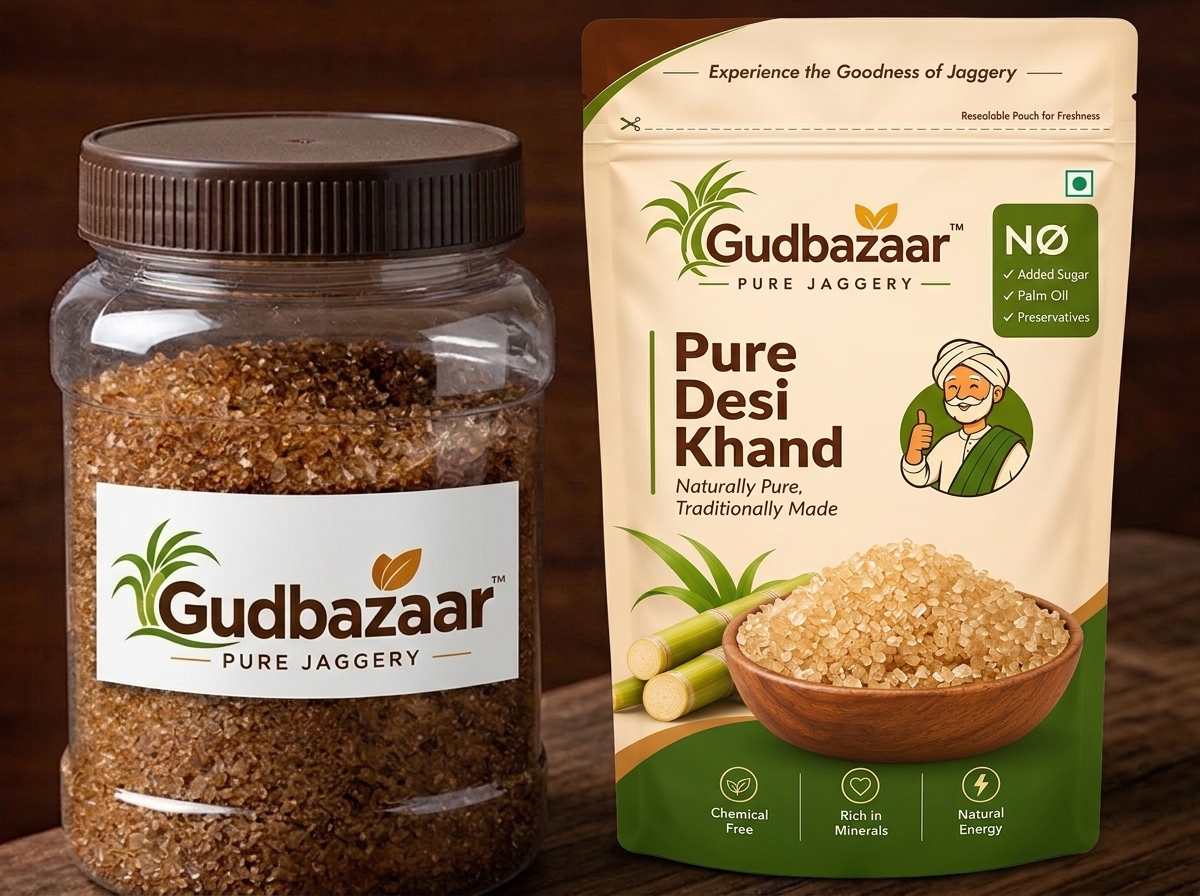 Gudbazaar™
PURE JAGGERY
Experience the Goodness of Jaggery
Resealable Pouch for Freshness
Gudbazaar™
PURE JAGGERY
NØ
✓ Added Sugar
✓ Palm Oil
✓ Preservatives
Pure
Desi
Khand
Naturally Pure,
Traditionally Made
Chemical
Free
Rich in
Minerals
Natural
Energy